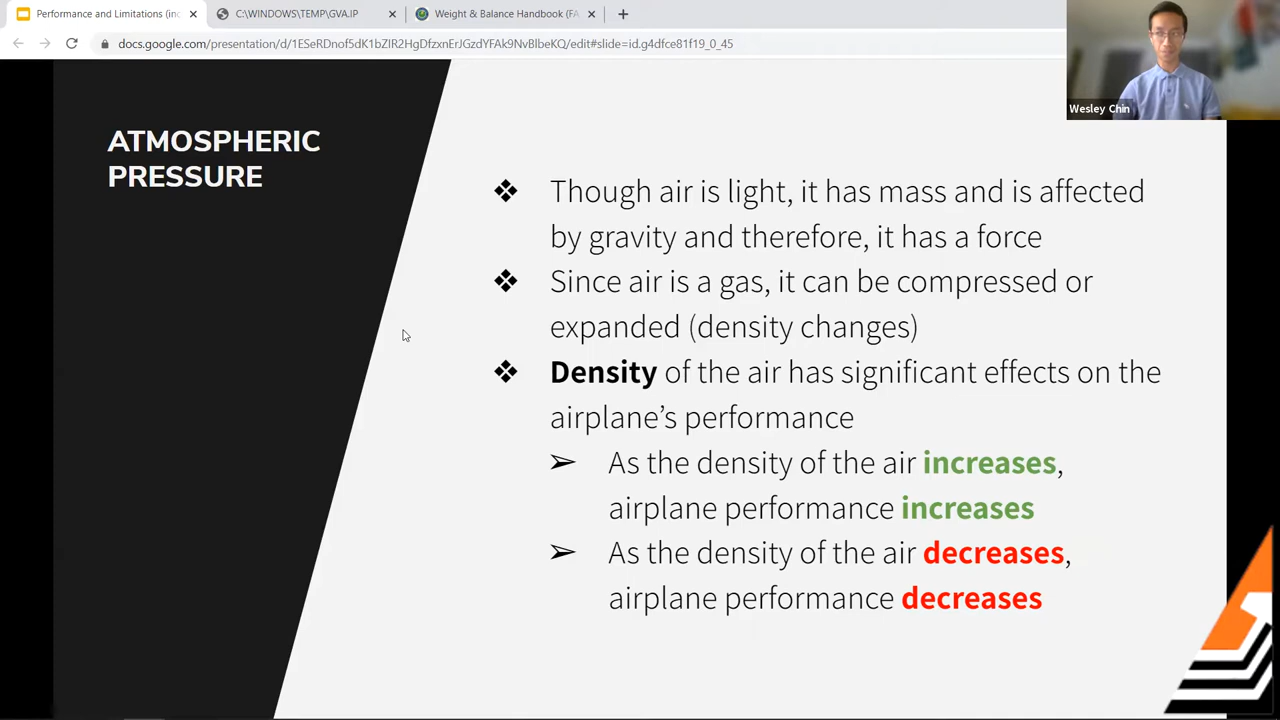 Performance and Limitations (inc
C:\WINDOWS\TEMP\GVA.IP
Weight & Balance Handbook (FA
docs.google.com/presentation/d/1ESeRDnof5dK1bZIR2HgDfzxnErJGzdYFAk9NvBlbeKQ/edit#slide=id.g4dfce81f19_0_45
Wesley Chin
ATMOSPHERIC
PRESSURE
❖ Though air is light, it has mass and is affected
by gravity and therefore, it has a force
❖ Since air is a gas, it can be compressed or
expanded (density changes)
❖ Density of the air has significant effects on the
airplane’s performance
➢ As the density of the air increases,
airplane performance increases
➢ As the density of the air decreases,
airplane performance decreases